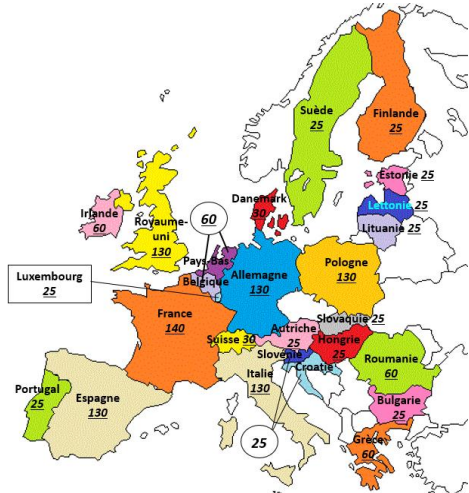 Suède
25
Finlande
25
Estonie 25
Lettonie 25
Lituanie 25
Danemark
30
Irlande
60
Royaume-
uni
130
60
Pays-Bas
Belgique
Luxembourg
25
Allemagne
130
Pologne
130
France
140
Slovaquie 25
Autriche
25
Hongrie
25
Suisse 30
Slovénie
Croatie
Roumanie
60
Italie
130
Bulgarie
25
Portugal
25
Espagne
130
25
Grèce
60